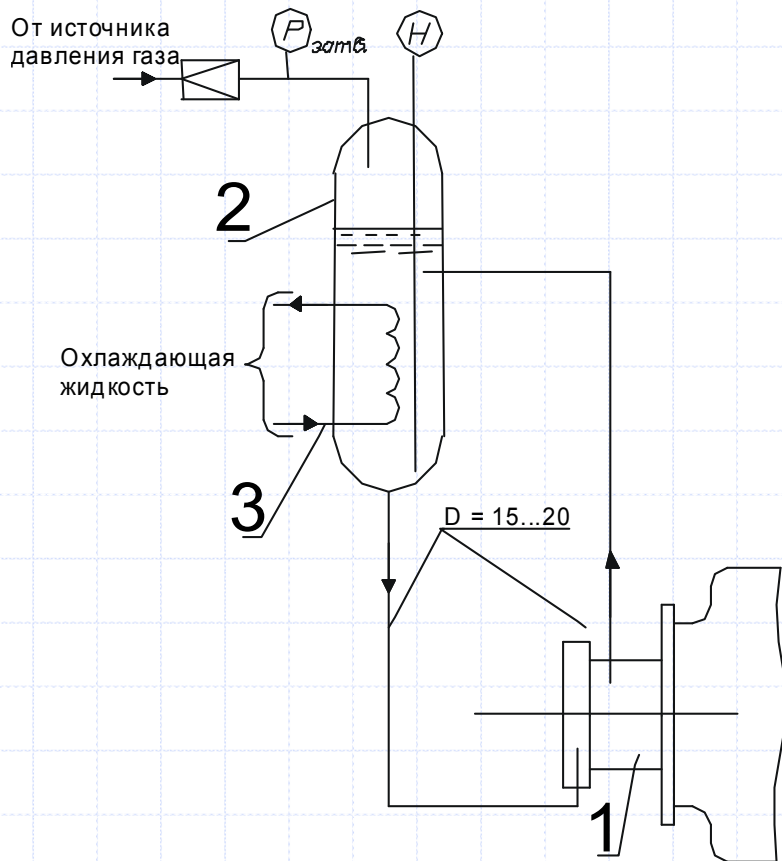 От источника
давления газа
P затв.
H
2
Охлаждающая
жидкость
3
D = 15...20
1